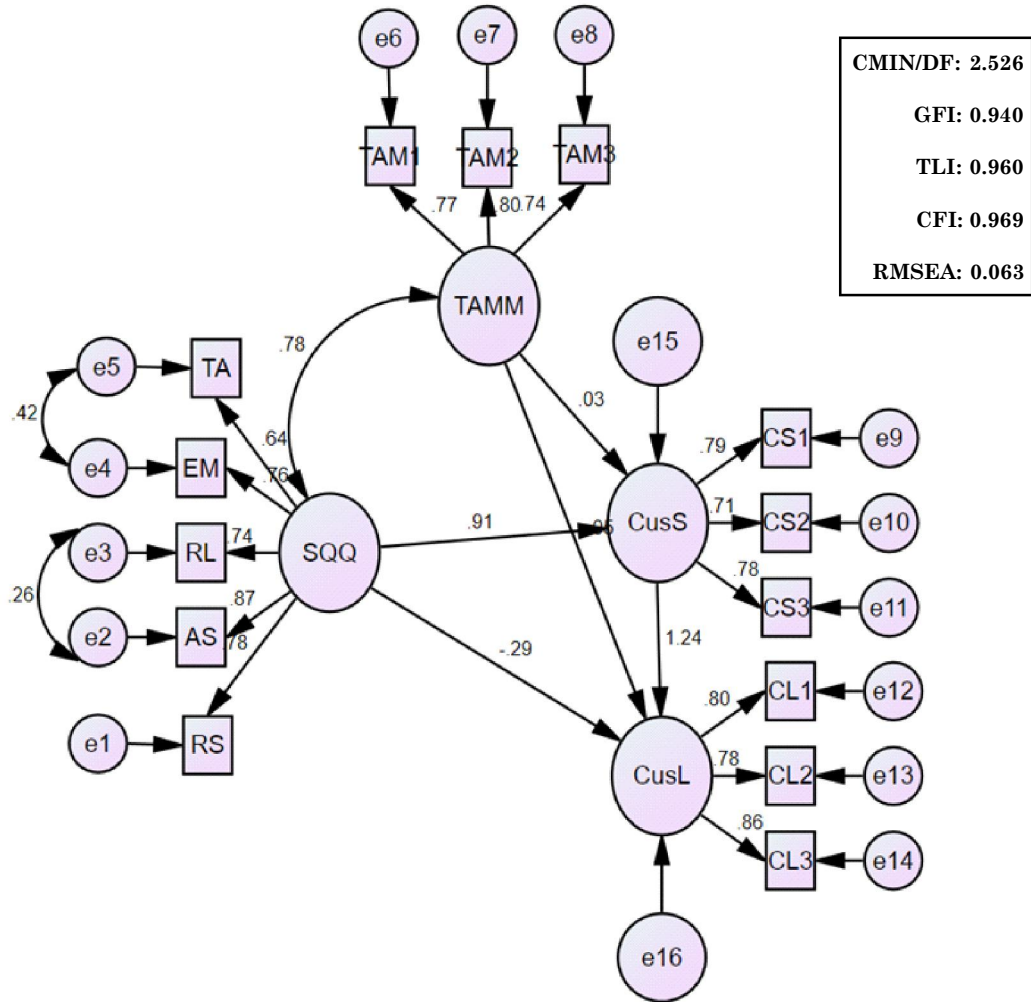 e6
e7
e8
CMIN/DF: 2.526
GFI: 0.940
TLI: 0.960
CFI: 0.969
RMSEA: 0.063
TAM1
TAM2
TAM3
.77
.80
.74
TAMM
.78
e15
e5
TA
.42
.03
.64
.79
CS1
e9
e4
EM
.76
CusS
.71
CS2
e10
.91
e3
RL
.74
SQQ
.78
CS3
e11
.26
.87
e2
AS
.78
1.24
-.29
.80
CL1
e12
e1
RS
CusL
.78
CL2
e13
.86
CL3
e14
e16